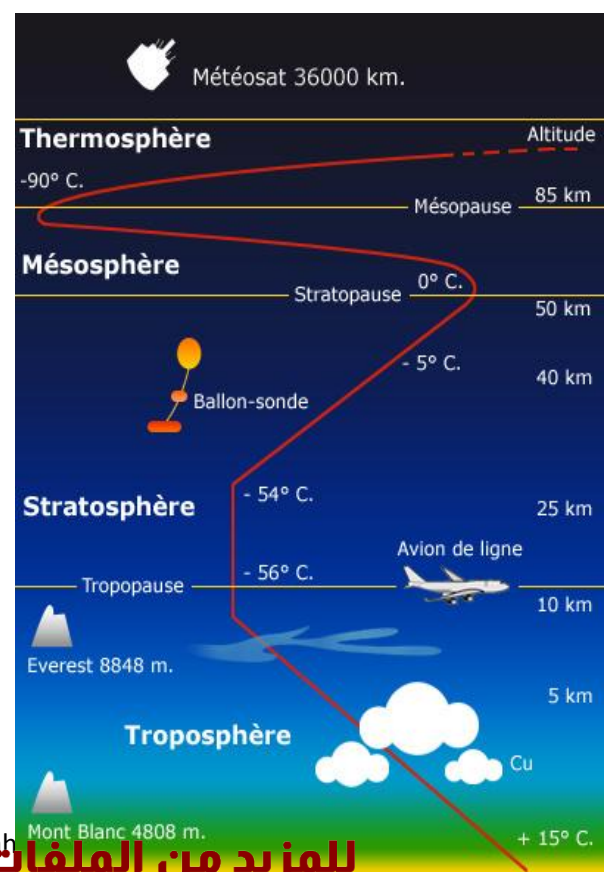 Météosat 36000 km.
Thermosphère
Altitude
-90° C.
85 km
Mésopause
Mésosphère
0° C.
Stratopause
50 km
- 5° C.
40 km
Ballon-sonde
- 54° C.
Stratosphère
25 km
Avion de ligne
- 56° C.
Tropopause
10 km
Everest 8848 m.
5 km
Troposphère
Cu
Mont Blanc 4808 m.
+ 15° C.
للمزيد من الملفات